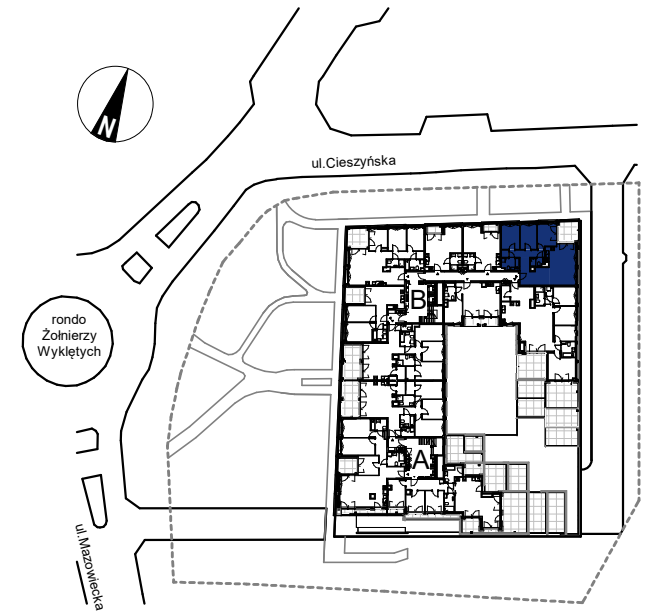 N
ul.Cieszyńska
rondo
Żołnierzy
Wyklętych
B
A
ul.Mazowiecka